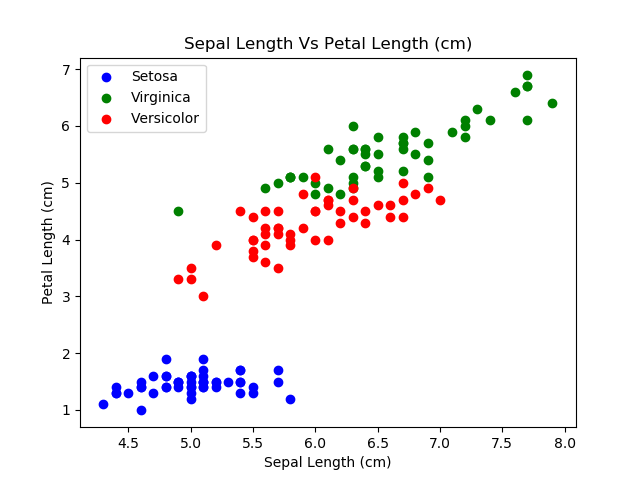 Sepal Length Vs Petal Length (cm)
Setosa
Virginica
Versicolor
Petal Length (cm)
7
6
5
4
3
2
1
4.5 5.0 5.5 6.0 6.5 7.0 7.5 8.0
Sepal Length (cm)